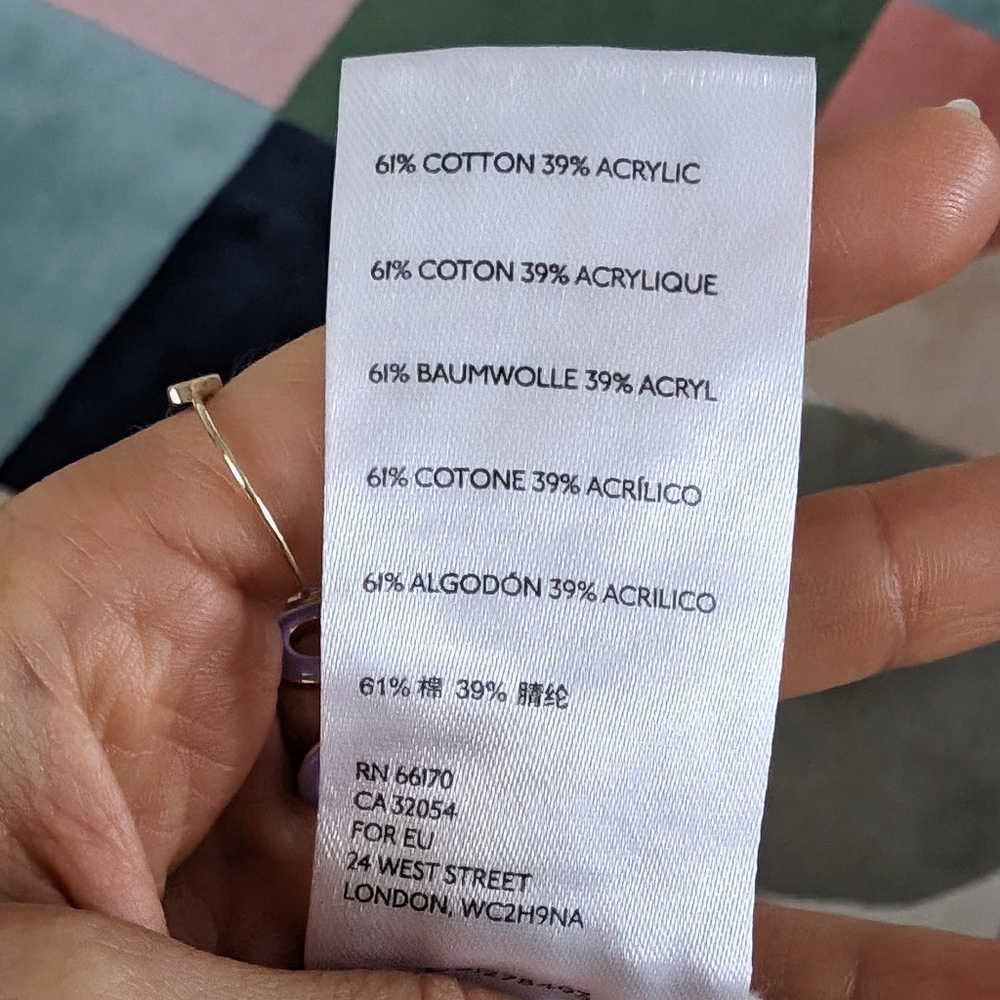 61% COTTON 39% ACRYLIC
61% COTON 39% ACRYLIQUE
61% BAUMWOLLE 39% ACRYL
61% COTONE 39% ACRÍLICO
61% ALGODÓN 39% ACRILICO
61% 棉 39% 腈纶
RN 66170
CA 32054
FOR EU
24 WEST STREET
LONDON, WC2H9NA